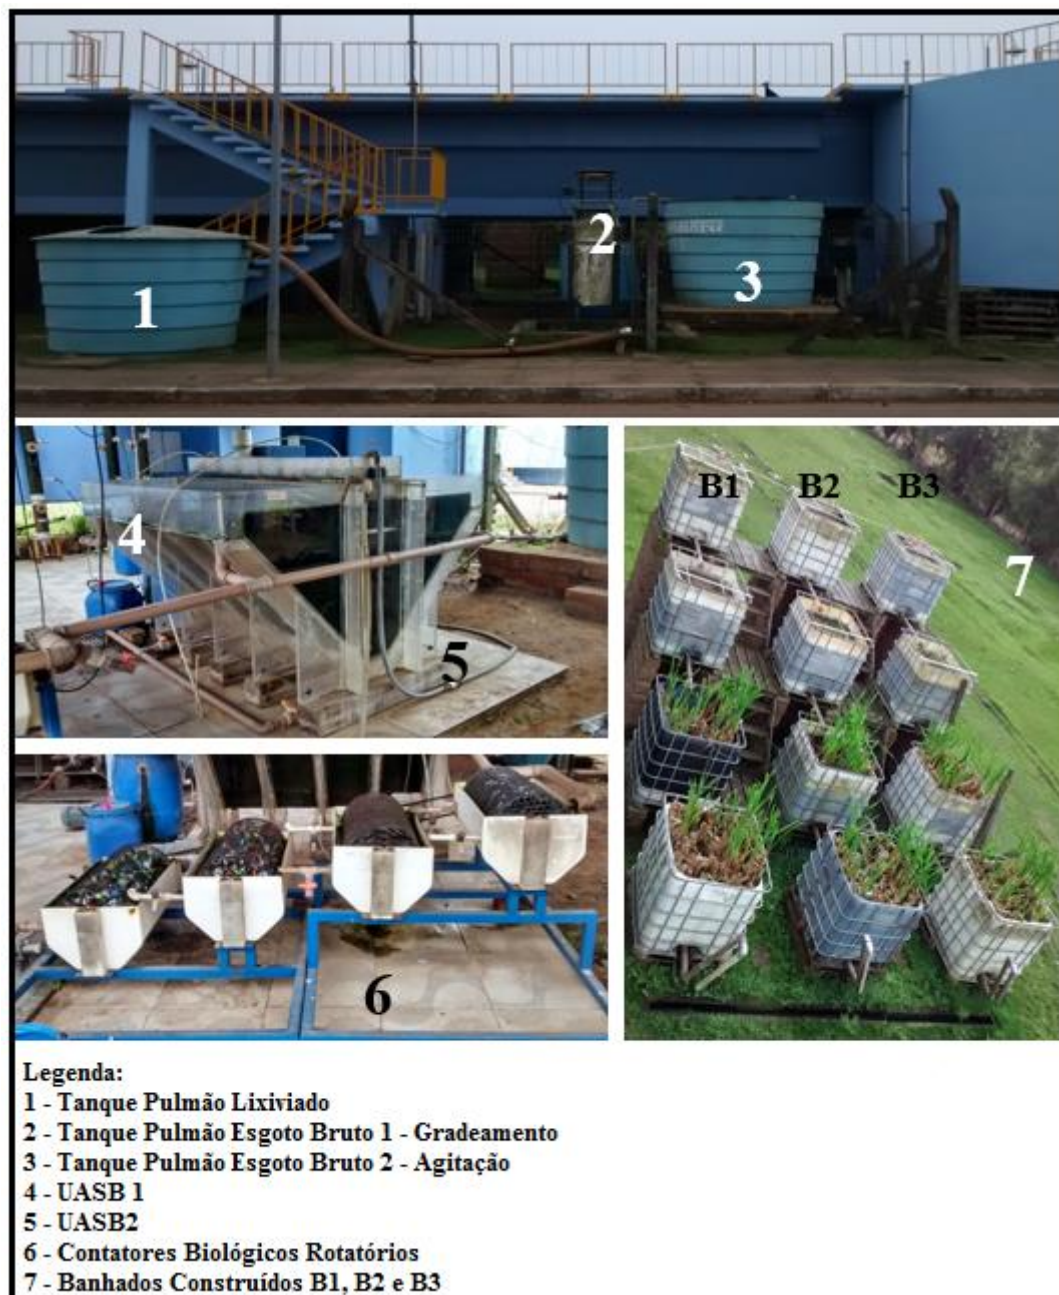 1
2
3
4
5
6
B1 B2 B3
7
Legenda:
1 - Tanque Pulmão Lixiviado
2 - Tanque Pulmão Esgoto Bruto 1 - Gradeamento
3 - Tanque Pulmão Esgoto Bruto 2 - Agitação
4 - UASB 1
5 - UASB2
6 - Contatores Biológicos Rotatórios
7 - Banhados Construídos B1, B2 e B3